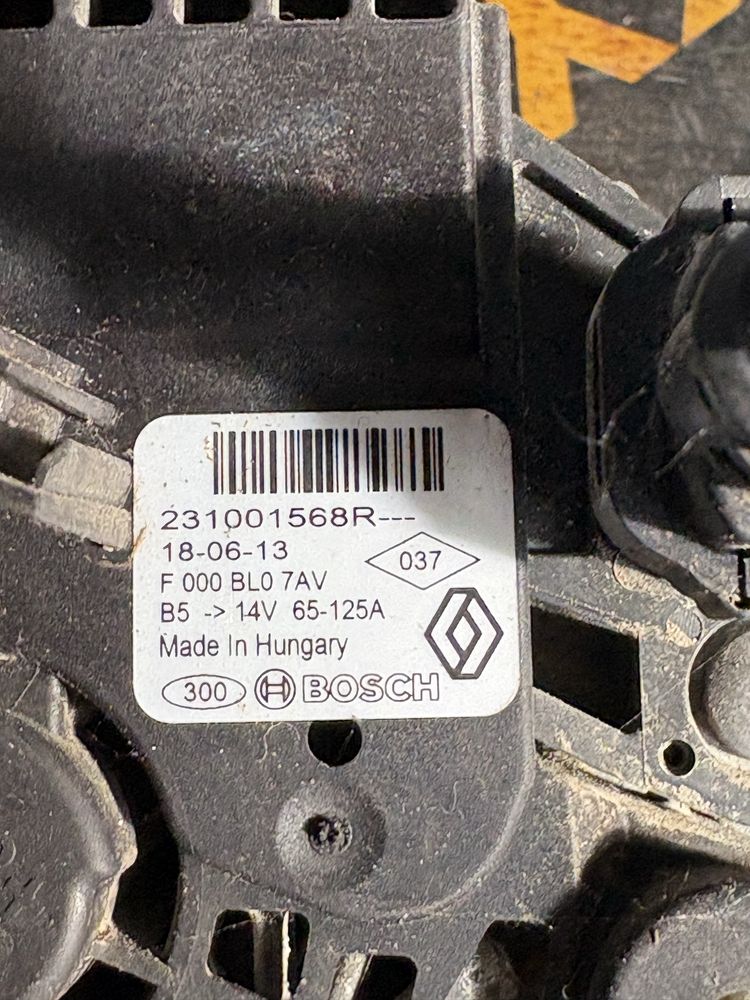 231001568R---
18-06-13
037
F 000 BL0 7AV
B5 -> 14V 65-125A
Made In Hungary
300 BOSCH